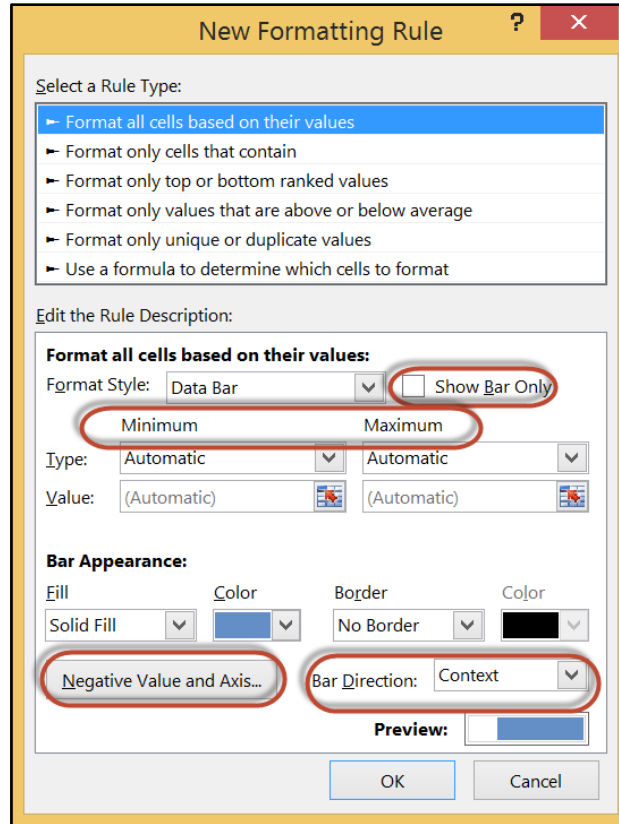 New Formatting Rule ? ×
Select a Rule Type:
► Format all cells based on their values
► Format only cells that contain
► Format only top or bottom ranked values
► Format only values that are above or below average
► Format only unique or duplicate values
► Use a formula to determine which cells to format
Edit the Rule Description:
Format all cells based on their values:
Format Style: Data Bar Show Bar Only
Minimum Maximum
Type: Automatic Automatic
Value: (Automatic) (Automatic)
Bar Appearance:
Fill Color Border Color
Solid Fill No Border
Negative Value and Axis... Bar Direction: Context
Preview:
OK Cancel